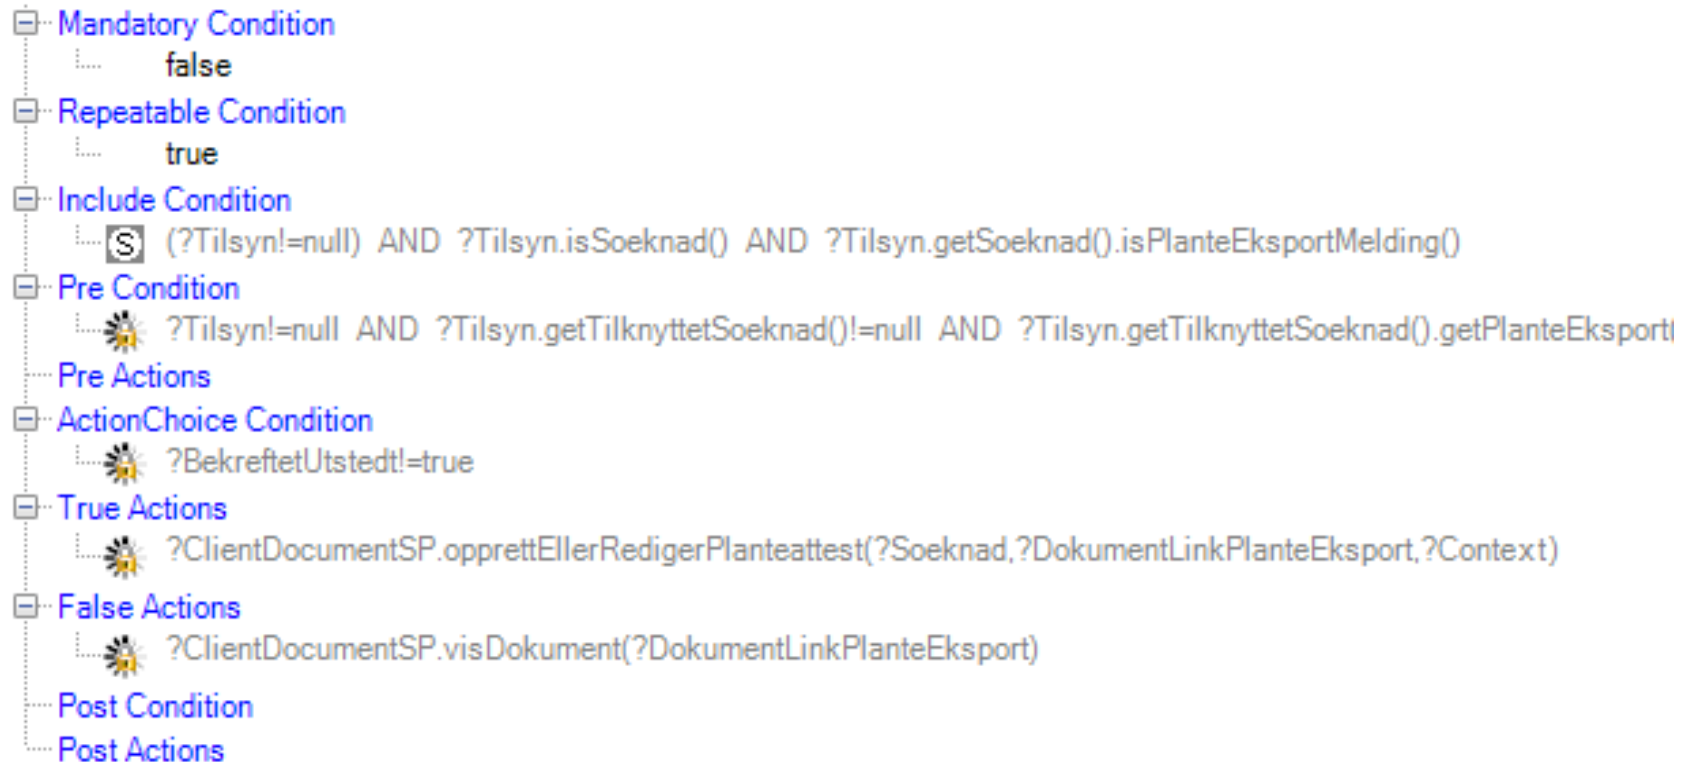 Mandatory Condition
false
Repeatable Condition
true
Include Condition
S (?Tilsyn!=null) AND ?Tilsyn.isSoeknad() AND ?Tilsyn.getSoeknad().isPlanteEksportMelding()
Pre Condition
?Tilsyn!=null AND ?Tilsyn.getTilknyttetSoeknad()!=null AND ?Tilsyn.getTilknyttetSoeknad().getPlanteEksport(
Pre Actions
ActionChoice Condition
?BekreftetUtstedt!=true
True Actions
?ClientDocumentSP.opprettEllerRedigerPlanteattest(?Soeknad,?DokumentLinkPlanteEksport,?Context)
False Actions
?ClientDocumentSP.visDokument(?DokumentLinkPlanteEksport)
Post Condition
Post Actions